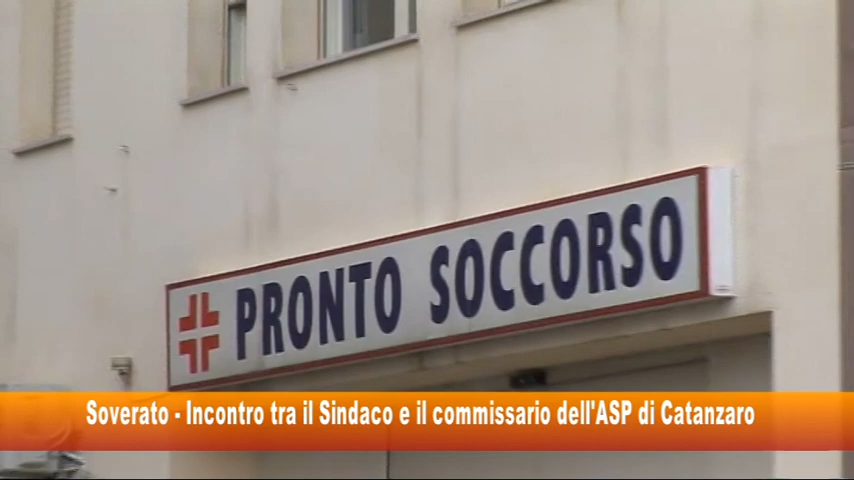 PRONTO SOCCORSO
Soverato - Incontro tra il Sindaco e il commissario dell'ASP di Catanzaro